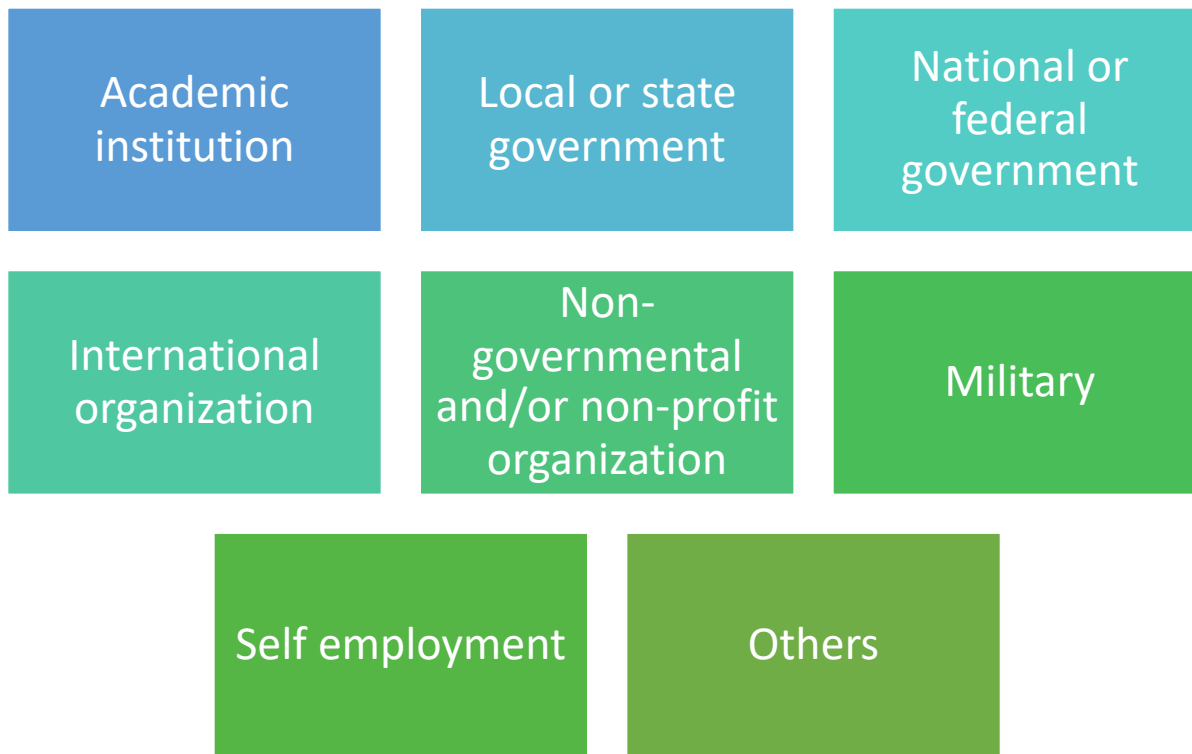 Academic
institution
Local or state
government
National or
federal
government
International
organization
Non-
governmental
and/or non-profit
organization
Military
Self employment
Others